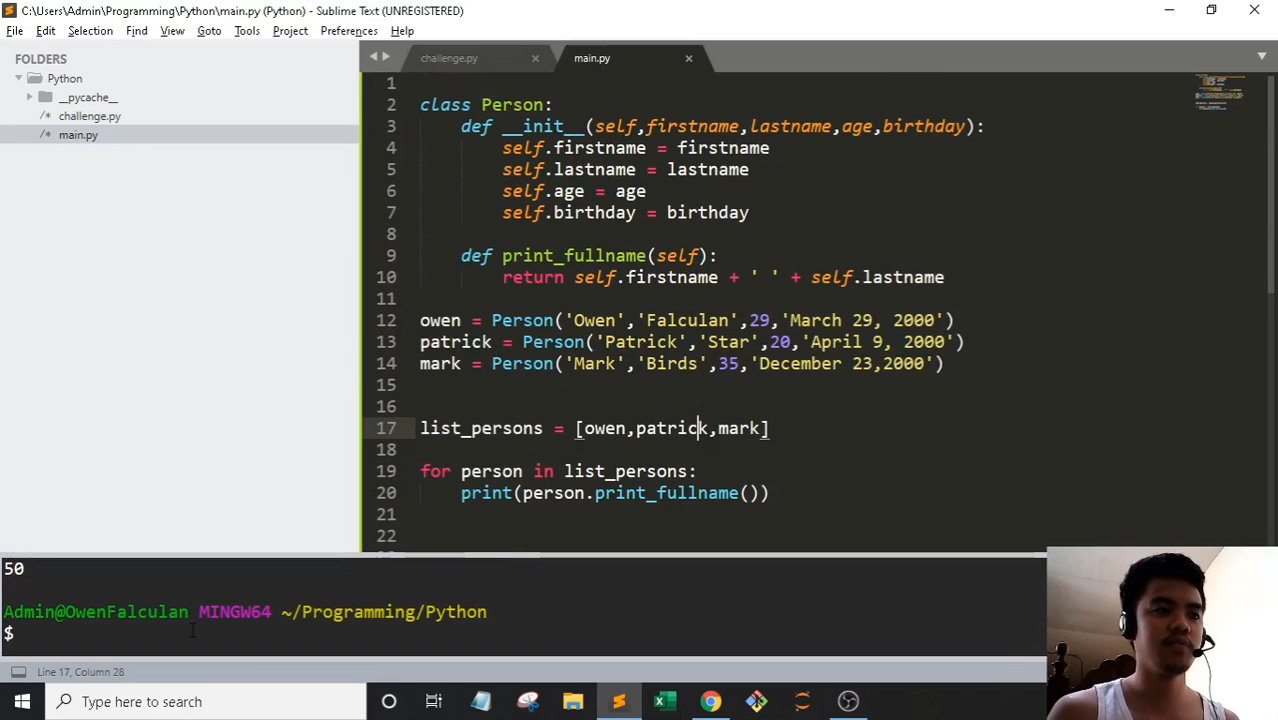 C:\Users\Admin\Programming\Python\main.py (Python) - Sublime Text (UNREGISTERED)
File Edit Selection Find View Goto Tools Project Preferences Help
FOLDERS
Python
__pycache__
challenge.py
main.py
challenge.py main.py
1
2 class Person:
3 def __init__(self,firstname,lastname,age,birthday):
4 self.firstname = firstname
5 self.lastname = lastname
6 self.age = age
7 self.birthday = birthday
8
9 def print_fullname(self):
10 return self.firstname + ' ' + self.lastname
11
12 owen = Person('Owen','Falculan',29,'March 29, 2000')
13 patrick = Person('Patrick','Star',20,'April 9, 2000')
14 mark = Person('Mark','Birds',35,'December 23,2000')
15
16
17 list_persons = [owen,patrick,mark]
18
19 for person in list_persons:
20 print(person.print_fullname())
21
22
50
Admin@OwenFalculan MINGW64 ~/Programming/Python
$
Line 17, Column 28
Type here to search